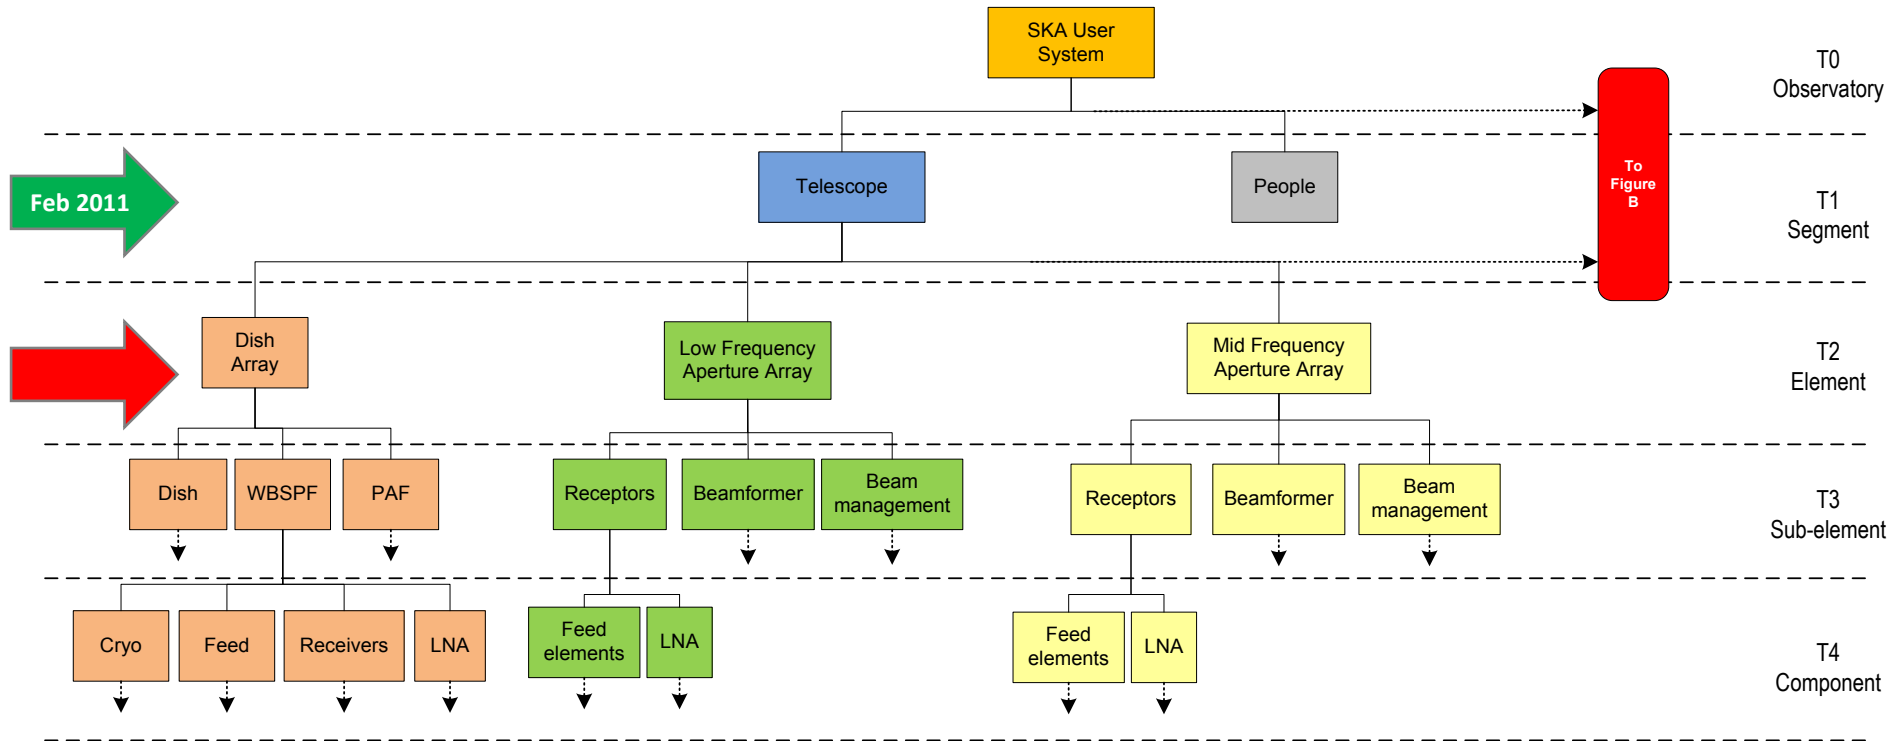 SKA User
System
T0
Observatory
To
Figure
B
Feb 2011
Telescope
People
T1
Segment
Dish
Array
Low Frequency
Aperture Array
Mid Frequency
Aperture Array
T2
Element
Dish
WBSPF
PAF
Receptors
Beamformer
Beam
management
Receptors
Beamformer
Beam
management
T3
Sub-element
Cryo
Feed
Receivers
LNA
Feed
elements
LNA
Feed
elements
LNA
T4
Component